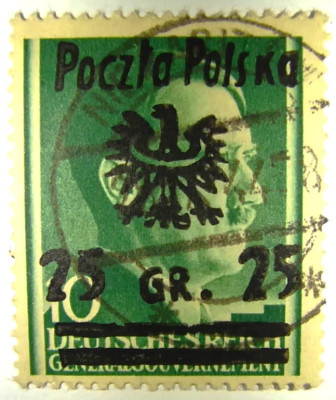 Poczta Polska
25 GR. 25
10
DEUTSCHES REICH
GENERALGOUVERNEMENT